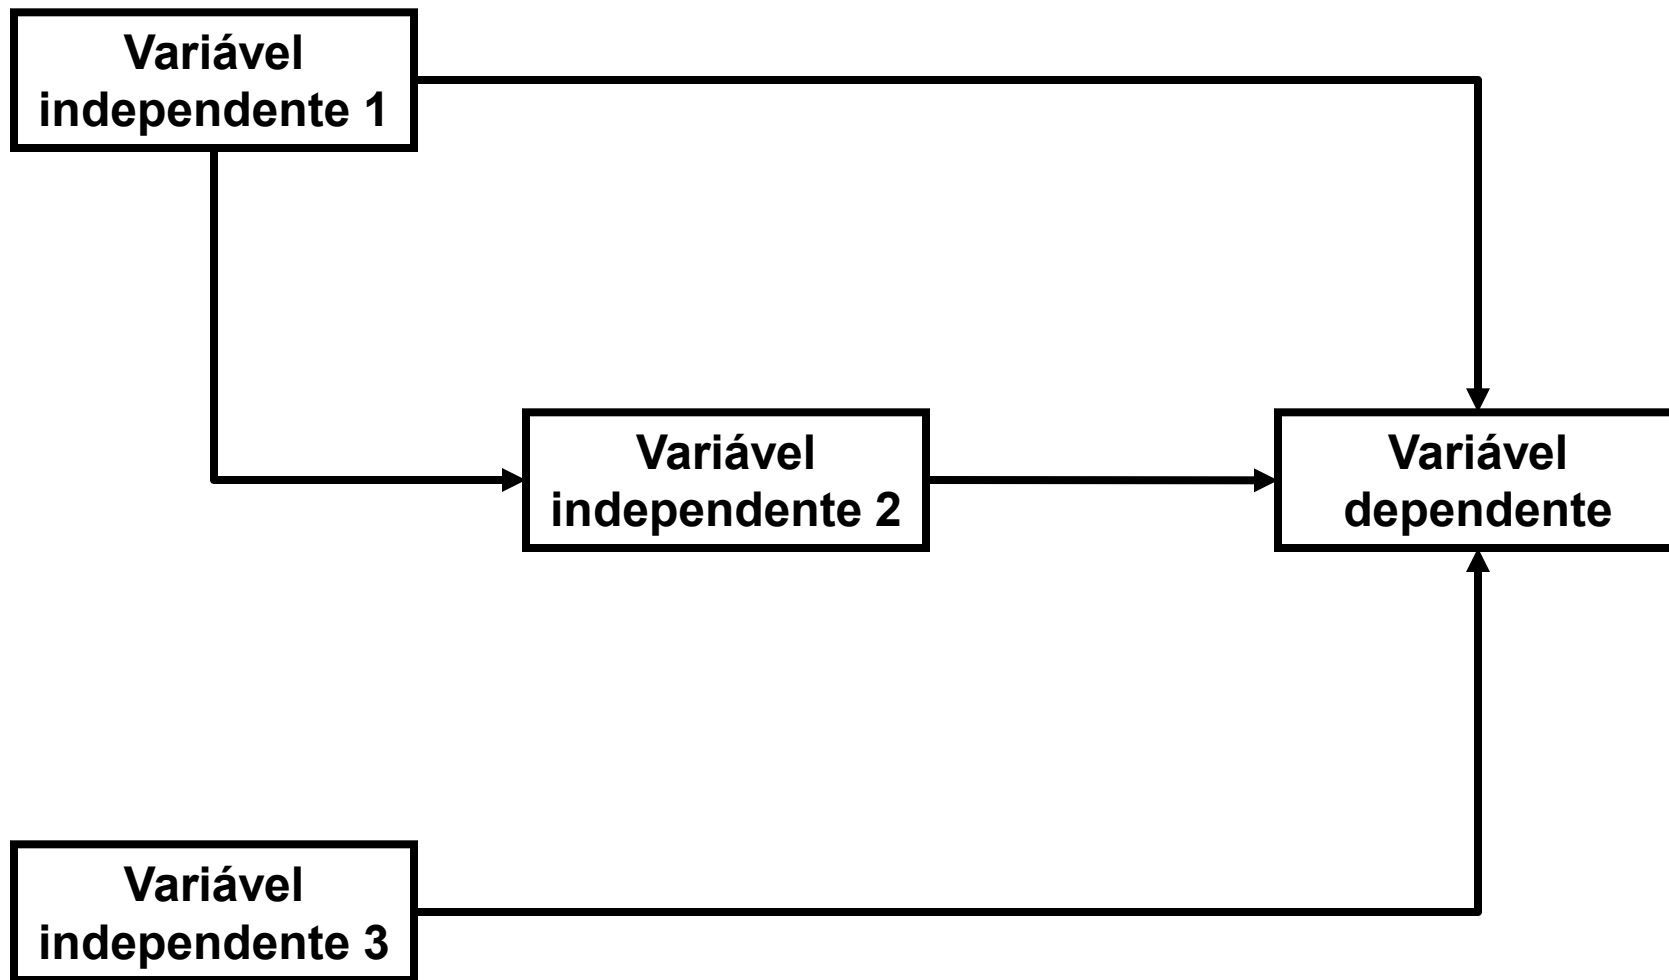 Variável
independente 1
Variável
independente 2
Variável
dependente
Variável
independente 3